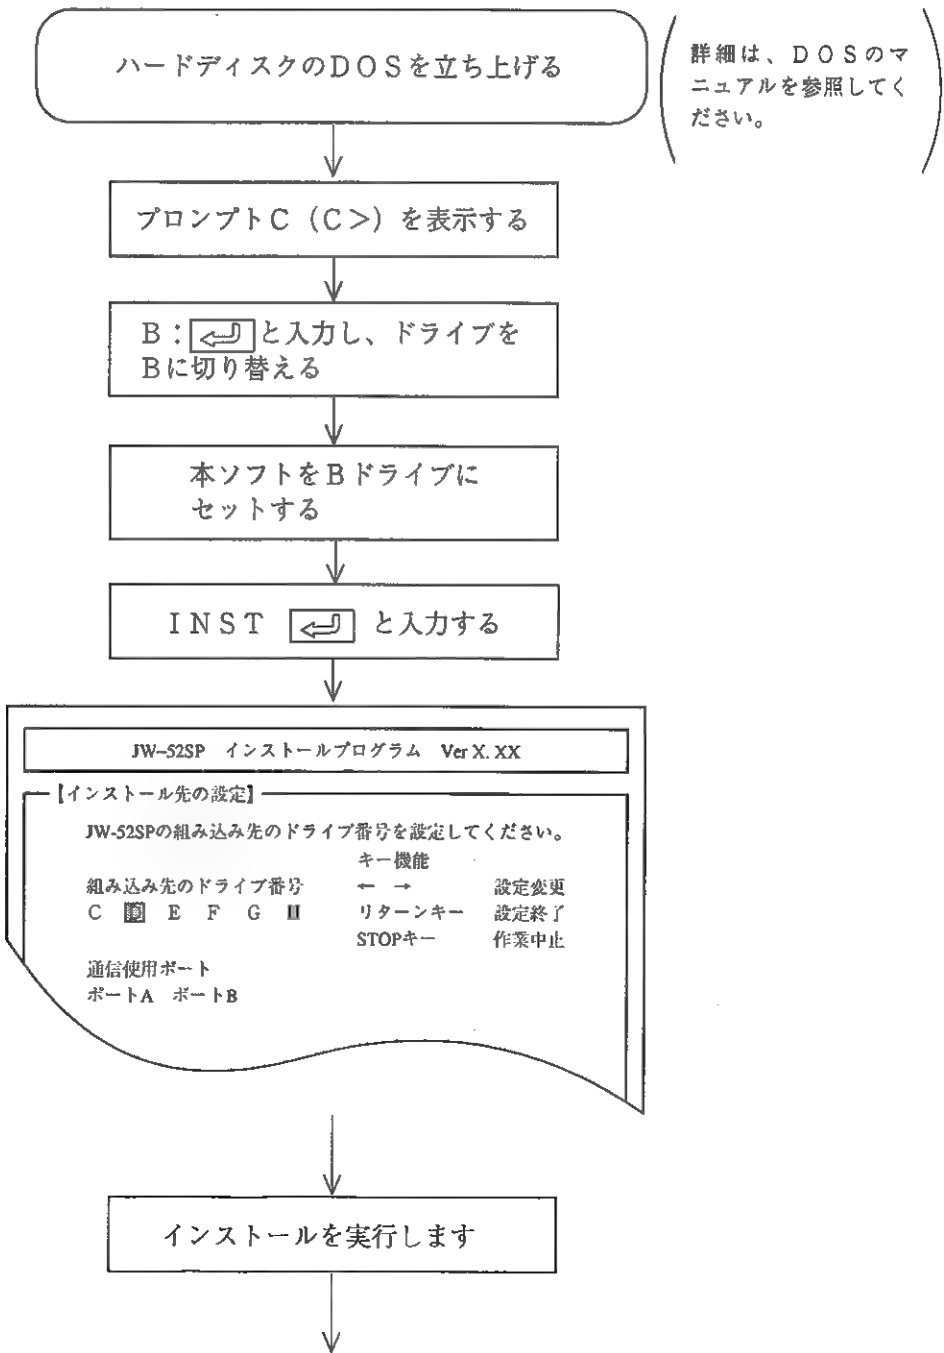 ハードディスクのDOSを立ち上げる
詳細は、DOSのマ
ニュアルを参照してく
ださい。
プロンプトC(C>)を表示する
B:と入力し、ドライブを
Bに切り替える
本ソフトをBドライブに
セットする
INST と入力する
JW-52SP インストールプログラム Ver X. XX
【インストール先の設定】
JW-52SPの組み込み先のドライブ番号を設定してください。
キー機能
組み込み先のドライブ番号 ← → 設定変更
C D E F G リターンキー 設定終了
STOPキー 作業中止
通信使用ポート
ポートA ポートB
インストールを実行します